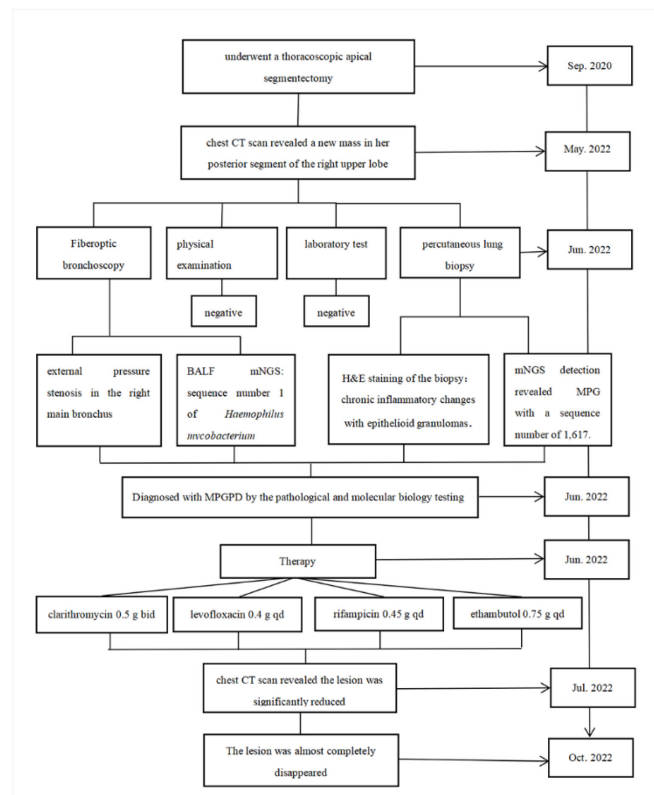 underwent a thoracoscopic apical
segmentectomy
Sep. 2020
chest CT scan revealed a new mass in her
posterior segment of the right upper lobe
May. 2022
Fiberoptic
bronchoscopy
physical
examination
laboratory test
percutaneous lung
biopsy
Jun. 2022
negative
negative
external pressure
stenosis in the right
main bronchus
BALF mNGS:
sequence number 1
of Haemophilus
mycobacterium
H&E staining of the biopsy:
chronic inflammatory changes
with epithelioid granulomas.
mNGS detection
revealed MPG
with a sequence
number of 1,617.
Diagnosed with MPGPD by the pathological and molecular biology testing
Jun. 2022
Therapy
Jun. 2022
clarithromycin 0.5 g bid
levofloxacin 0.4 g qd
rifampicin 0.45 g qd
ethambutol 0.75 g qd
chest CT scan revealed the lesion was
significantly reduced
Jul. 2022
The lesion was almost completely
disappeared
Oct. 2022